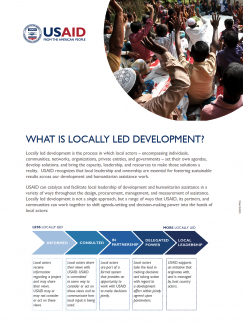 USAID
FROM THE AMERICAN PEOPLE
WHAT IS LOCALLY LED DEVELOPMENT?
Locally led development is the process in which local actors – encompassing individuals,
communities, networks, organizations, private entities, and governments – set their own agendas,
develop solutions, and bring the capacity, leadership, and resources to make those solutions a
reality. USAID recognizes that local leadership and ownership are essential for fostering sustainable
results across our development and humanitarian assistance work.
USAID can catalyze and facilitate local leadership of development and humanitarian assistance in a
variety of ways throughout the design, procurement, management, and measurement of assistance.
Locally led development is not a single approach, but a range of ways that USAID, its partners, and
communities can work together to shift agenda-setting and decision-making power into the hands of
local actors.
LESS LOCALLY LED
MORE LOCALLY LED
INFORMED
CONSULTED
IN
PARTNERSHIP
DELEGATED
POWER
LOCAL
LEADERSHIP
Local actors
receive
information
regarding a project
and may share
their views.
USAID may or
may not consider
or act on these
views.
Local actors share
their views with
USAID. USAID
is committed
in some way to
consider or act on
these views and to
communicate how
local input is being
used.
Local actors
are part of a
formal system
that provides an
opportunity to
work with USAID
to make decisions
jointly.
Local actors
take the lead in
making decisions
and taking action
with regard to
a development
effort within jointly
agreed upon
parameters.
USAID supports
an initiative that
originates with,
and is managed
by, local
actors.